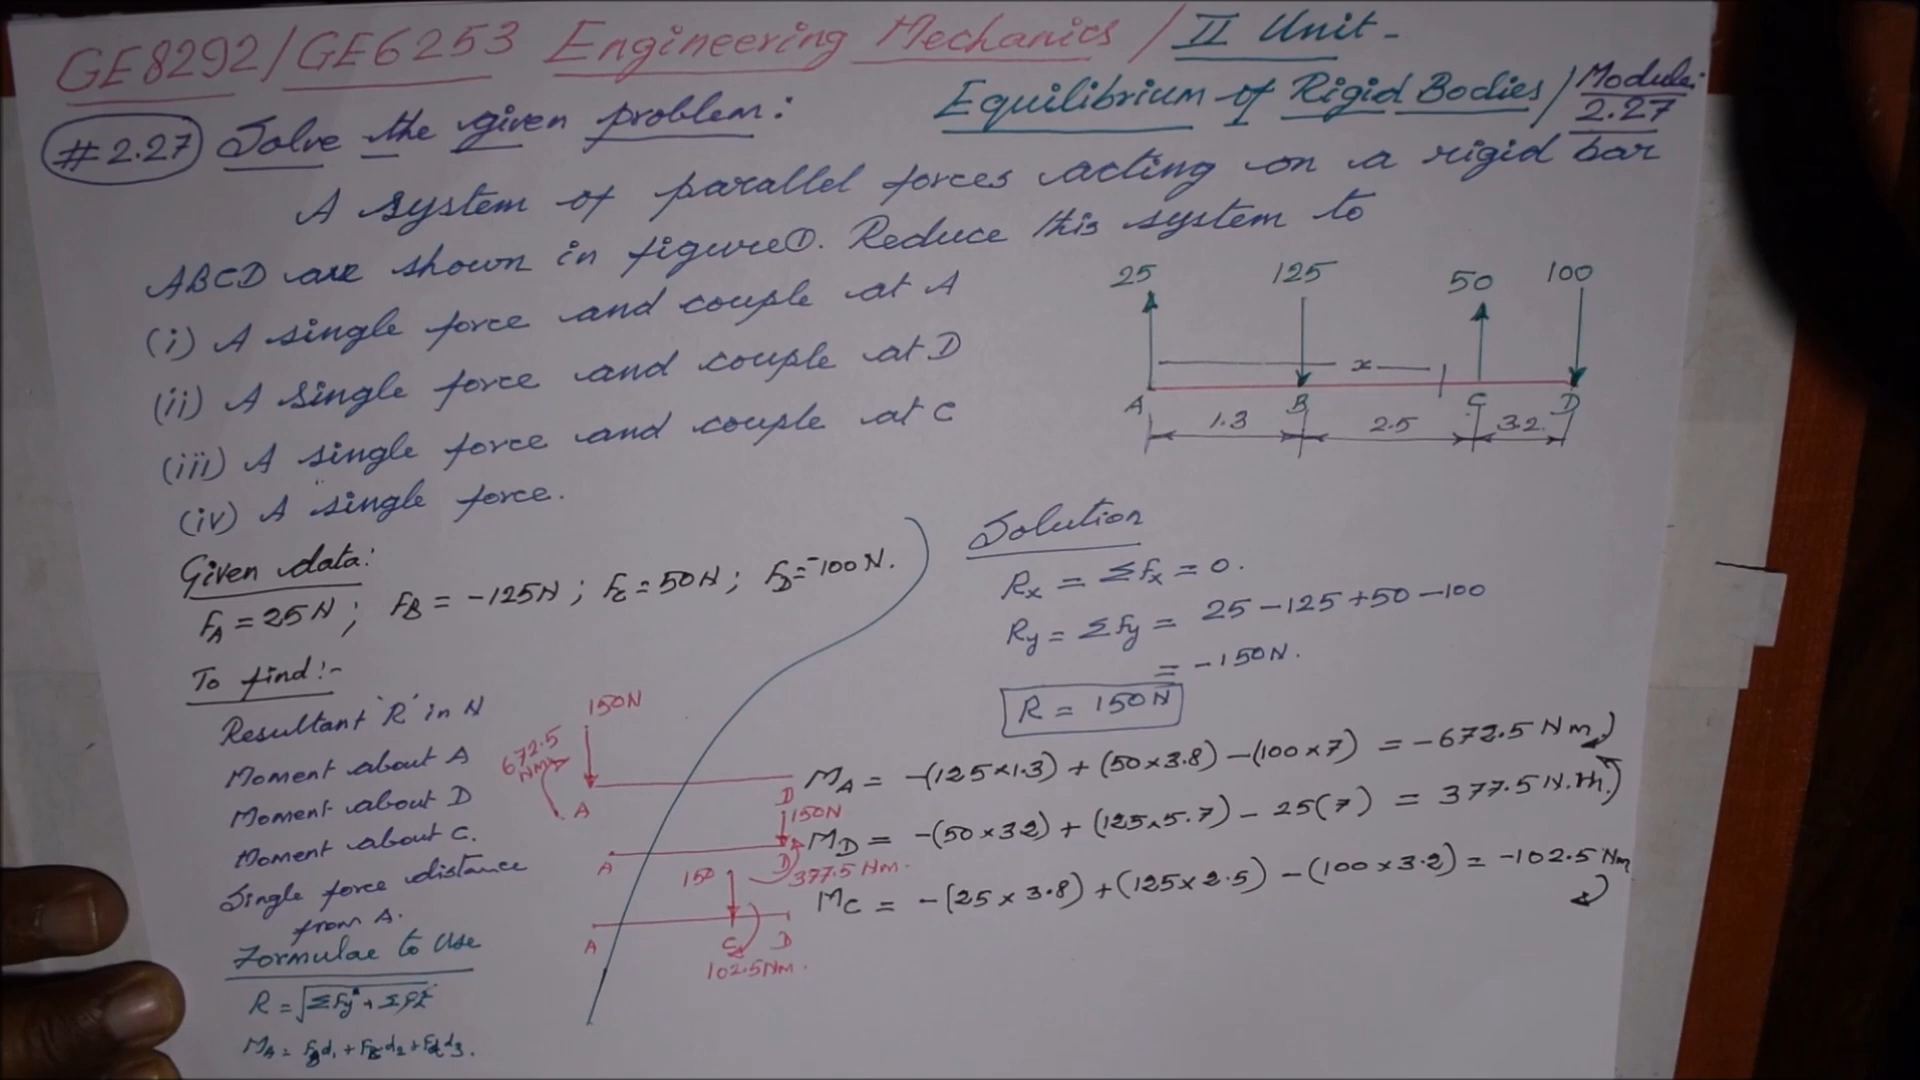 GE8292/GE6253 Engineering Mechanics / II Unit -
Equilibrium of Rigid Bodies / Module: 2.27
#2.27 Solve the given problem:
A system of parallel forces acting on a rigid bar
ABCD are shown in figure①. Reduce this system to
(i) A single force and couple at A
(ii) A single force and couple at D
(iii) A single force and couple at C
(iv) A single force.
25 125 50 100
x
A B C D
1.3 2.5 3.2
Given data:
FA = 25N ; FB = -125N ; FC = 50N ; FD = -100N.
To find:-
Resultant 'R' in N
Moment about A
Moment about D
Moment about C.
Single force distance
from A.
Formulae to Use
R = √ΣFy² + ΣFx²
150N
672.5
Nm
A D
150N
A D
377.5 Nm.
150
A C D
102.5Nm.
Solution
Rx = ΣFx = 0.
Ry = ΣFy = 25 - 125 + 50 - 100
= -150N.
R = 150N
MA = -(125×1.3) + (50×3.8) - (100×7) = -672.5 Nm
MD = -(50×32) + (125×5.7) - 25(7) = 377.5 N.m.
MC = -(25×3.8) + (125×2.5) - (100×3.2) = -102.5 Nm